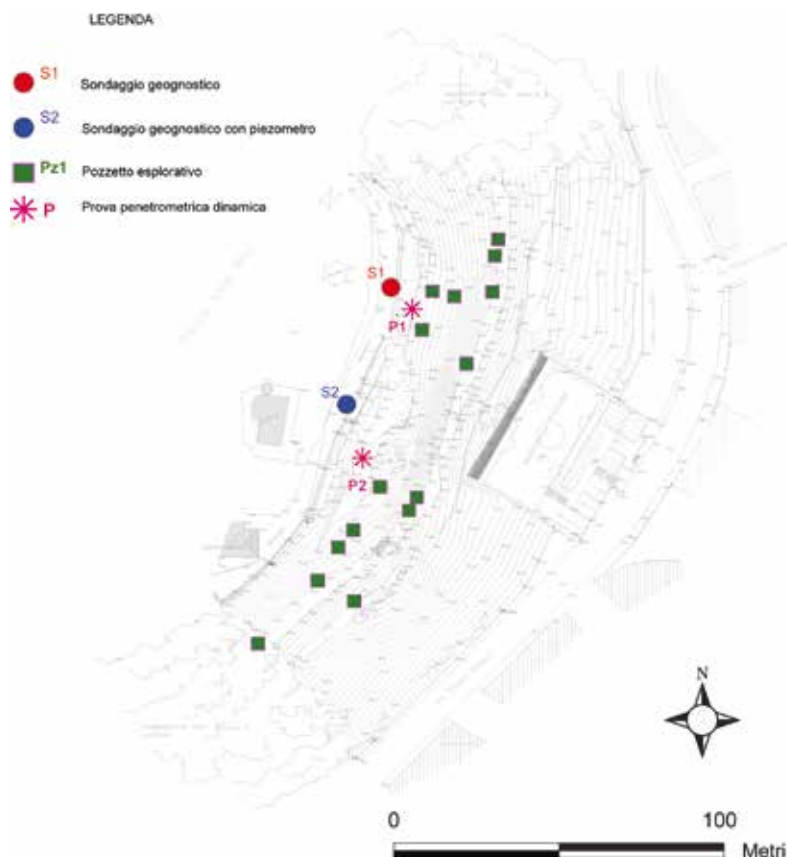 LEGENDA
S1 Sondaggio geognostico
S2 Sondaggio geognostico con piezometro
Pz1 Pozzetto esplorativo
P Prova penetrometrica dinamica
S1
P1
S2
P2
N
0 100
Metri